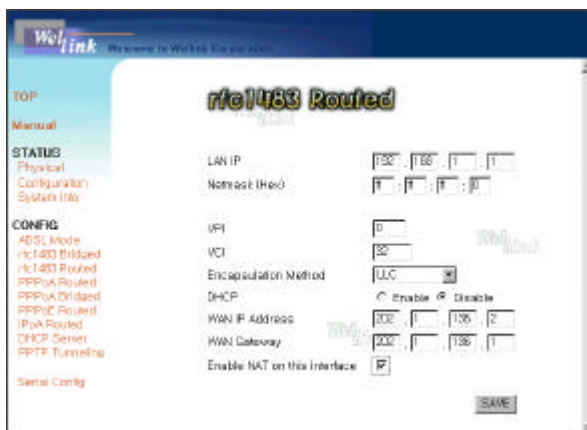 Wellink
Welcome to Wellink Corporation
TOP
Manual
STATUS
Physical
Configuration
System Info
CONFIG
ADSL Mode
rfc1483 Bridged
rfc1483 Routed
PPPoA Routed
PPPoA Bridged
PPPoE Routed
IPoA Routed
DHCP Server
PPTP Tunneling
Serial Config
rfc1483 Routed
LAN IP 192 . 168 . 1 . 1
Netmask (Hex) ff : ff : ff : 0
VPI 0
VCI 32
Encapsulation Method LLC
DHCP Enable Disable
WAN IP Address 202 . 1 . 136 . 2
WAN Gateway 202 . 1 . 136 . 1
Enable NAT on this interface
SAVE